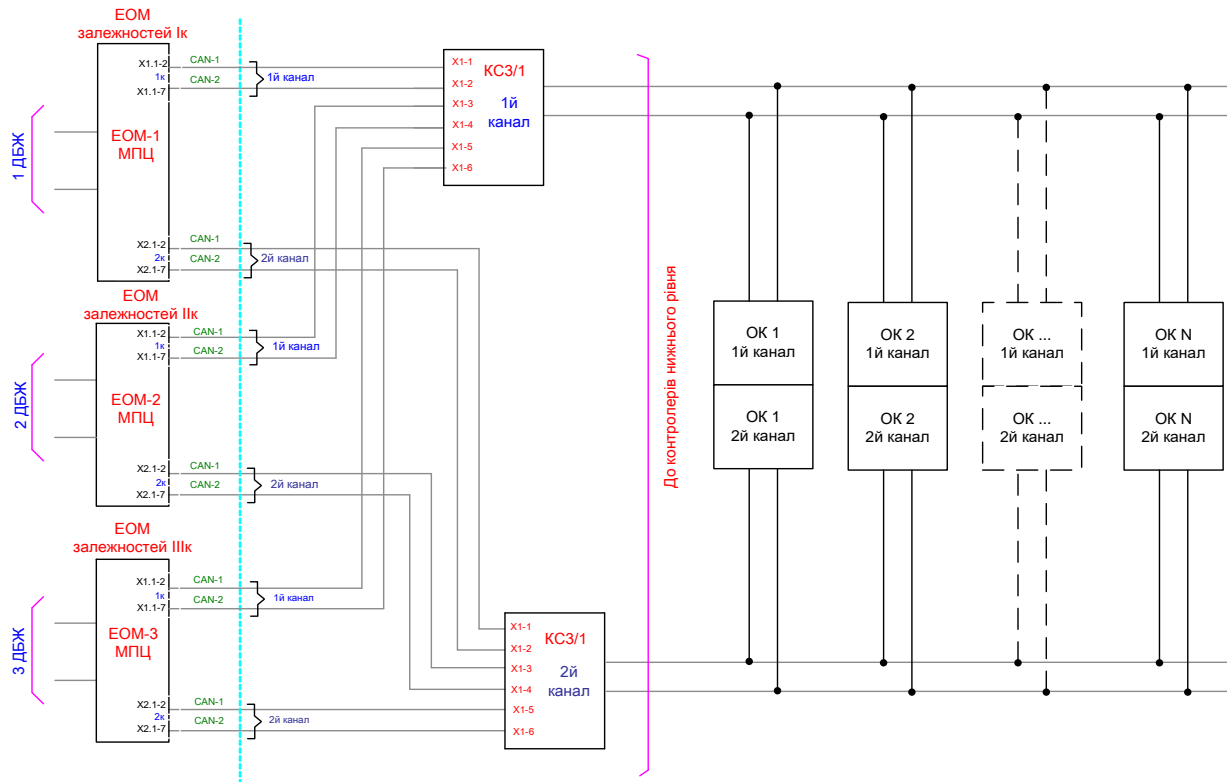 ЕОМ
залежностей Ік
X1.1-2
1к
X1.1-7
CAN-1
CAN-2
1й канал
1 ДБЖ
ЕОМ-1
МПЦ
X2.1-2
2к
X2.1-7
CAN-1
CAN-2
2й канал
ЕОМ
залежностей ІІк
X1.1-2
1к
X1.1-7
CAN-1
CAN-2
1й канал
2 ДБЖ
ЕОМ-2
МПЦ
X2.1-2
2к
X2.1-7
CAN-1
CAN-2
2й канал
ЕОМ
залежностей ІІІк
X1.1-2
1к
X1.1-7
CAN-1
CAN-2
1й канал
3 ДБЖ
ЕОМ-3
МПЦ
X2.1-2
2к
X2.1-7
CAN-1
CAN-2
2й канал
X1-1
X1-2
X1-3
X1-4
X1-5
X1-6
КС3/1
1й
канал
X1-1
X1-2
X1-3
X1-4
X1-5
X1-6
КС3/1
2й
канал
До контролерів нижнього рівня
ОК 1
1й канал
ОК 1
2й канал
ОК 2
1й канал
ОК 2
2й канал
ОК ...
1й канал
ОК ...
2й канал
ОК N
1й канал
ОК N
2й канал